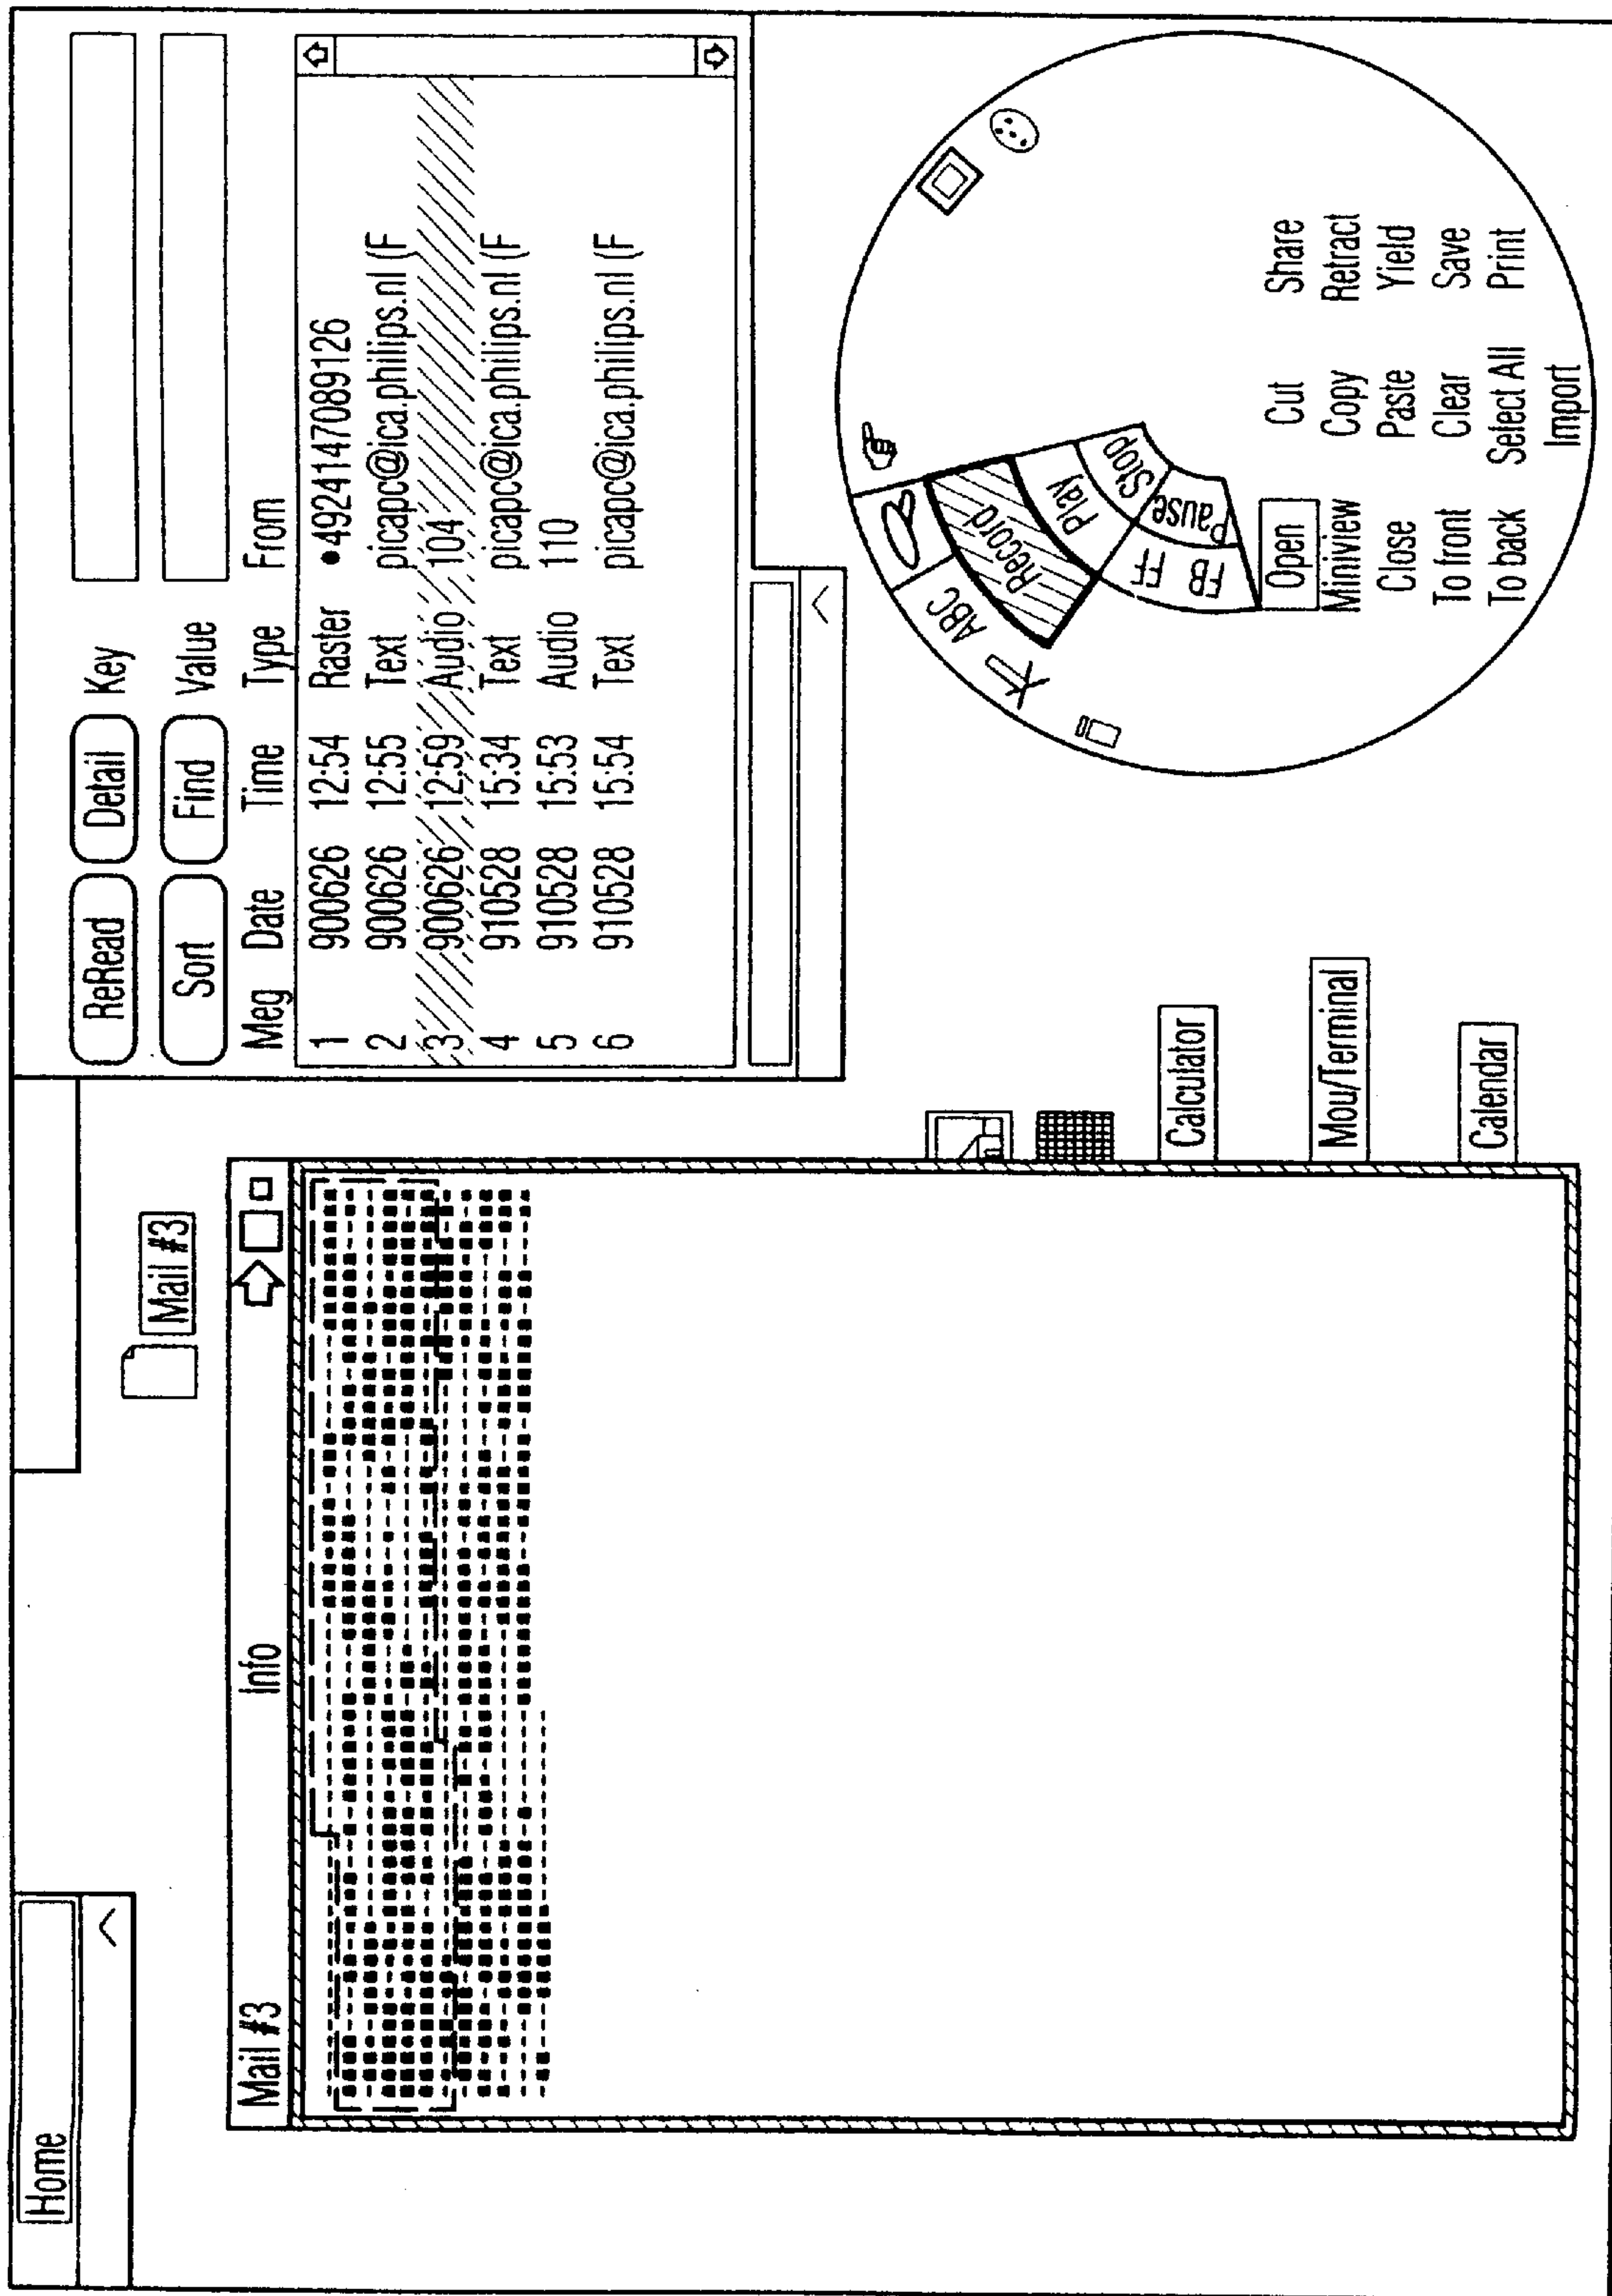 Home
Mail #3
Mail #3 Info
ReRead Detail Key
Sort Find Value
Meg Date Time Type From
1 900626 12:54 Raster •4924147089126
2 900626 12:55 Text picapc@ica.philips.nl (F
3 900626 12:59 Audio 104
4 910528 15:34 Text picapc@ica.philips.nl (F
5 910528 15:53 Audio 110
6 910528 15:54 Text picapc@ica.philips.nl (F
Calculator
Mou/Terminal
Calendar
ABC
Record
Play
Stop
Pause
FF
FB
Open Cut Share
Miniview Copy Retract
Close Paste Yield
To front Clear Save
To back Select All Print
Import